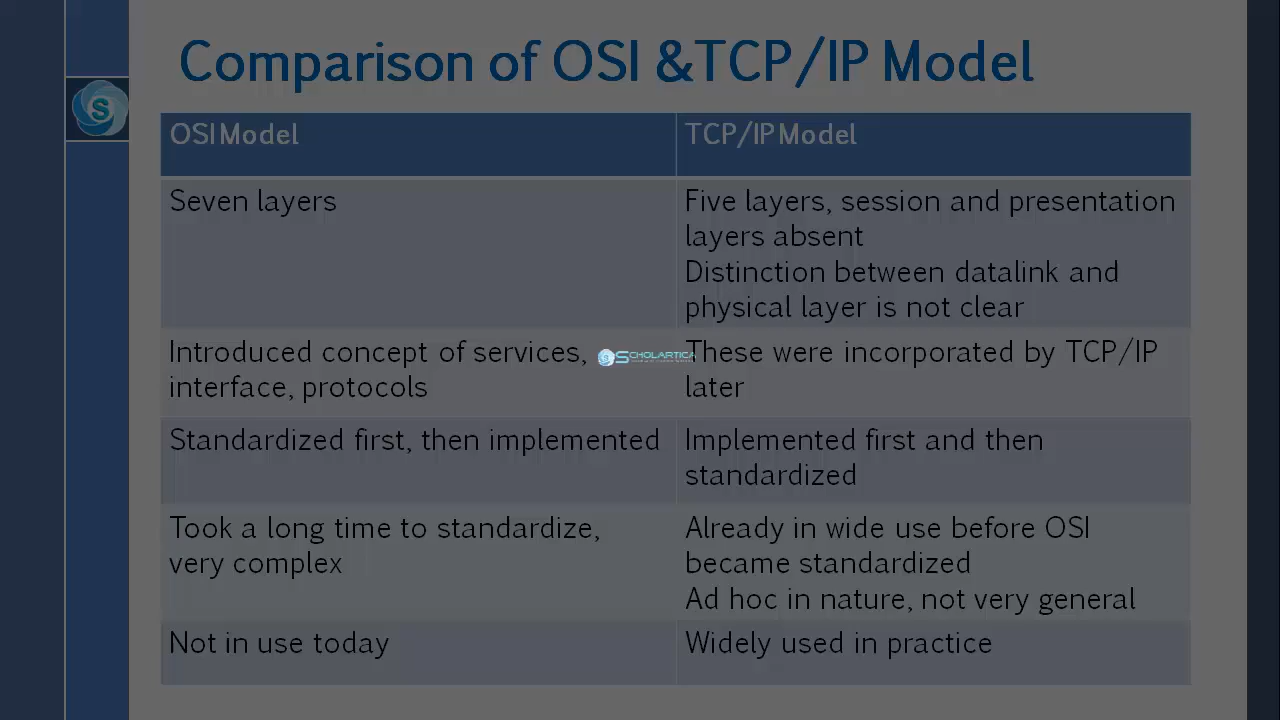 Comparison of OSI &TCP/IP Model
S
OSI Model
TCP/IP Model
Seven layers
Five layers, session and presentation
layers absent
Distinction between datalink and
physical layer is not clear
Introduced concept of services,
interface, protocols
SCHOLARTICA
These were incorporated by TCP/IP
later
Standardized first, then implemented
Implemented first and then
standardized
Took a long time to standardize,
very complex
Already in wide use before OSI
became standardized
Ad hoc in nature, not very general
Not in use today
Widely used in practice